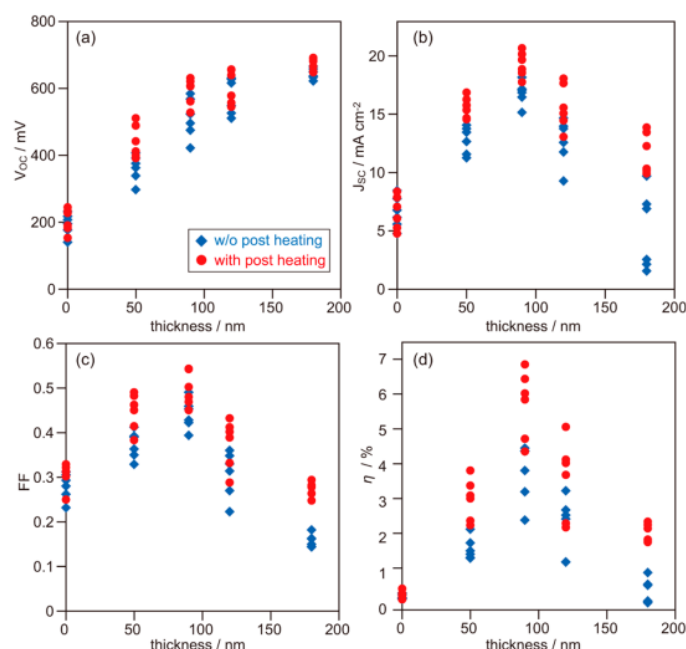 (a)
800
600
400
200
0
V_OC / mV
w/o post heating
with post heating
0 50 100 150 200
thickness / nm
(b)
20
15
10
5
0
J_SC / mA cm⁻²
0 50 100 150 200
thickness / nm
(c)
0.6
0.5
0.4
0.3
0.2
0.1
0
FF
0 50 100 150 200
thickness / nm
(d)
7
6
5
4
3
2
1
0
η / %
0 50 100 150 200
thickness / nm